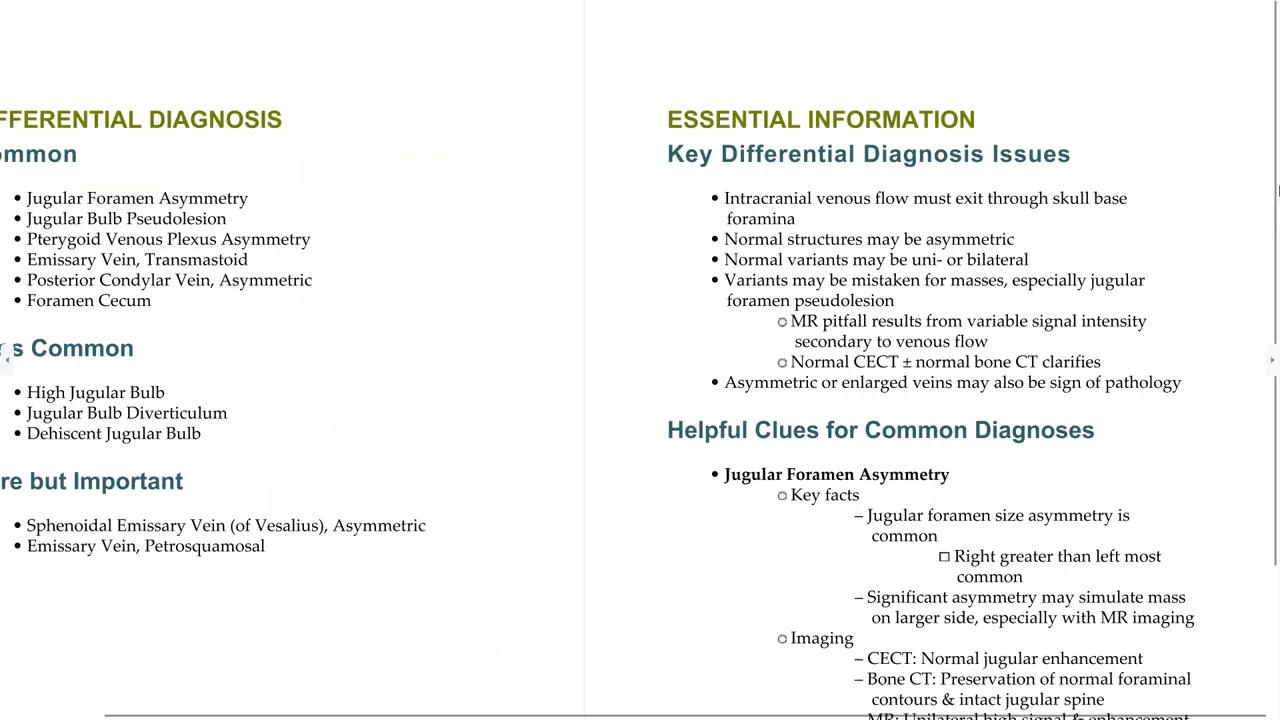 FFERENTIAL DIAGNOSIS
ommon
• Jugular Foramen Asymmetry
• Jugular Bulb Pseudolesion
• Pterygoid Venous Plexus Asymmetry
• Emissary Vein, Transmastoid
• Posterior Condylar Vein, Asymmetric
• Foramen Cecum
s Common
• High Jugular Bulb
• Jugular Bulb Diverticulum
• Dehiscent Jugular Bulb
re but Important
• Sphenoidal Emissary Vein (of Vesalius), Asymmetric
• Emissary Vein, Petrosquamosal
ESSENTIAL INFORMATION
Key Differential Diagnosis Issues
• Intracranial venous flow must exit through skull base
foramina
• Normal structures may be asymmetric
• Normal variants may be uni- or bilateral
• Variants may be mistaken for masses, especially jugular
foramen pseudolesion
○ MR pitfall results from variable signal intensity
secondary to venous flow
○ Normal CECT ± normal bone CT clarifies
• Asymmetric or enlarged veins may also be sign of pathology
Helpful Clues for Common Diagnoses
• Jugular Foramen Asymmetry
○ Key facts
– Jugular foramen size asymmetry is
common
□ Right greater than left most
common
– Significant asymmetry may simulate mass
on larger side, especially with MR imaging
○ Imaging
– CECT: Normal jugular enhancement
– Bone CT: Preservation of normal foraminal
contours & intact jugular spine
– MR: Unilateral high signal & enhancement